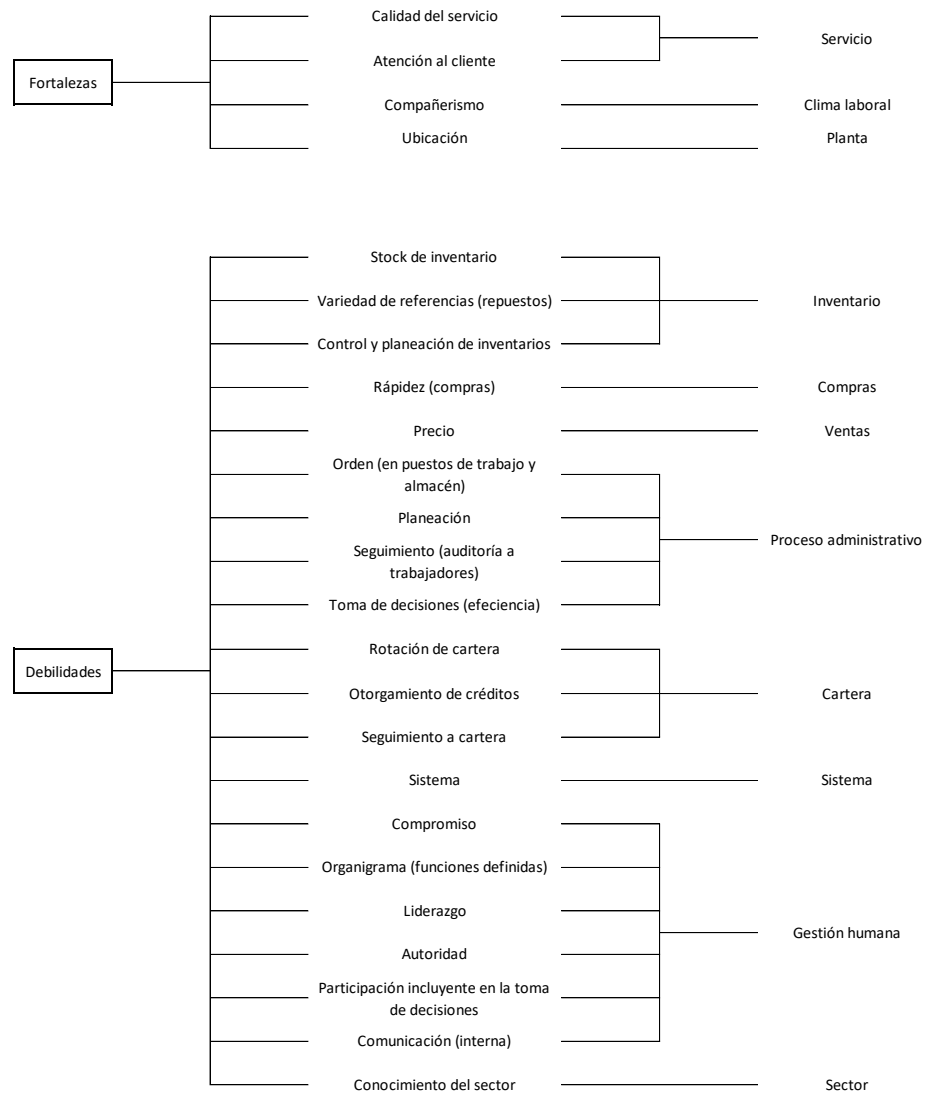 Calidad del servicio
Servicio
Atención al cliente
Fortalezas
Compañerismo
Clima laboral
Ubicación
Planta
Stock de inventario
Variedad de referencias (repuestos)
Inventario
Control y planeación de inventarios
Rápidez (compras)
Compras
Precio
Ventas
Orden (en puestos de trabajo y
almacén)
Planeación
Proceso administrativo
Seguimiento (auditoría a
trabajadores)
Toma de decisiones (efeciencia)
Rotación de cartera
Debilidades
Otorgamiento de créditos
Cartera
Seguimiento a cartera
Sistema
Sistema
Compromiso
Organigrama (funciones definidas)
Liderazgo
Gestión humana
Autoridad
Participación incluyente en la toma
de decisiones
Comunicación (interna)
Conocimiento del sector
Sector